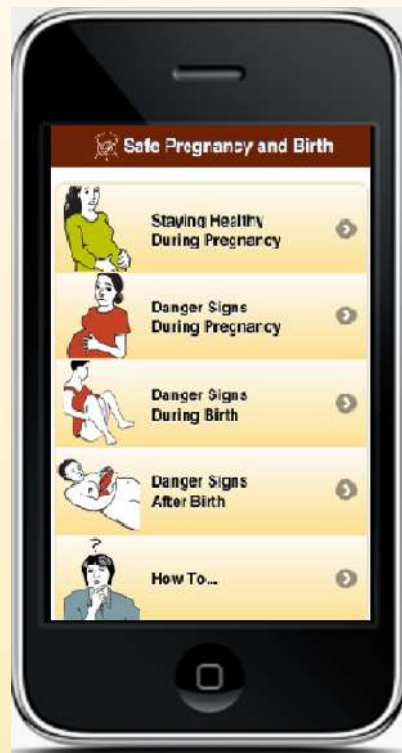 Safe Pregnancy and Birth
Staying Healthy
During Pregnancy
Danger Signs
During Pregnancy
Danger Signs
During Birth
?
Danger Signs
After Birth
How To...